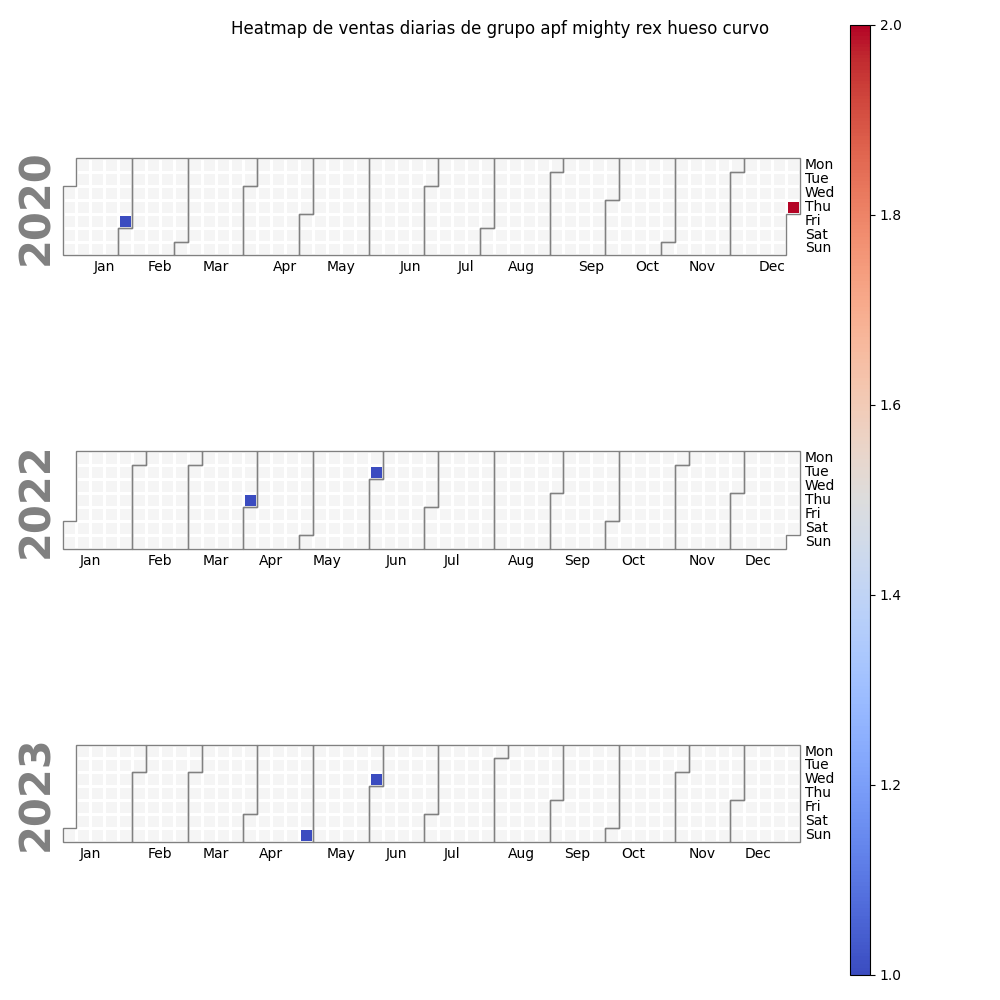 Heatmap de ventas diarias de grupo apf mighty rex hueso curvo
2020
Mon
Tue
Wed
Thu
Fri
Sat
Sun
Jan Feb Mar Apr May Jun Jul Aug Sep Oct Nov Dec
2022
Mon
Tue
Wed
Thu
Fri
Sat
Sun
Jan Feb Mar Apr May Jun Jul Aug Sep Oct Nov Dec
2023
Mon
Tue
Wed
Thu
Fri
Sat
Sun
Jan Feb Mar Apr May Jun Jul Aug Sep Oct Nov Dec
2.0
1.8
1.6
1.4
1.2
1.0